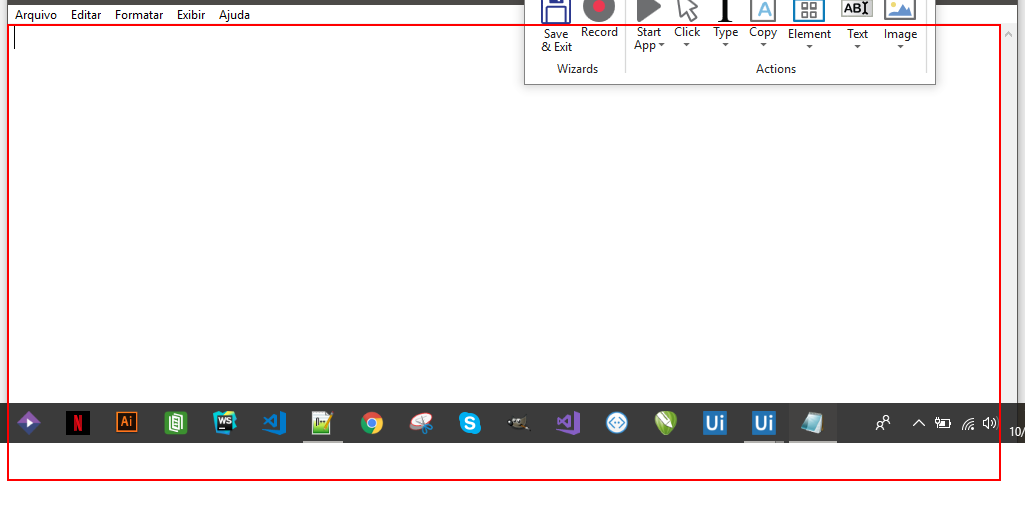 Arquivo Editar Formatar Exibir Ajuda
Save & Exit Record Start App Click Type Copy Element Text Image
Wizards Actions
A ABI
N Ai WS N++ S Ui Ui
10/